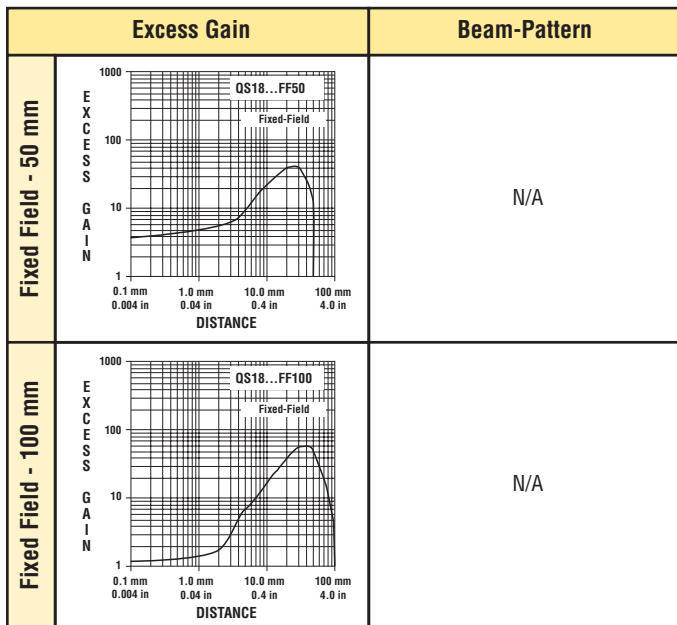 Excess Gain
Beam-Pattern
Fixed Field - 50 mm
EXCESS GAIN
1000
100
10
1
QS18...FF50
Fixed-Field
0.1 mm 1.0 mm 10.0 mm 100 mm
0.004 in 0.04 in 0.4 in 4.0 in
DISTANCE
N/A
Fixed Field - 100 mm
EXCESS GAIN
1000
100
10
1
QS18...FF100
Fixed-Field
0.1 mm 1.0 mm 10.0 mm 100 mm
0.004 in 0.04 in 0.4 in 4.0 in
DISTANCE
N/A